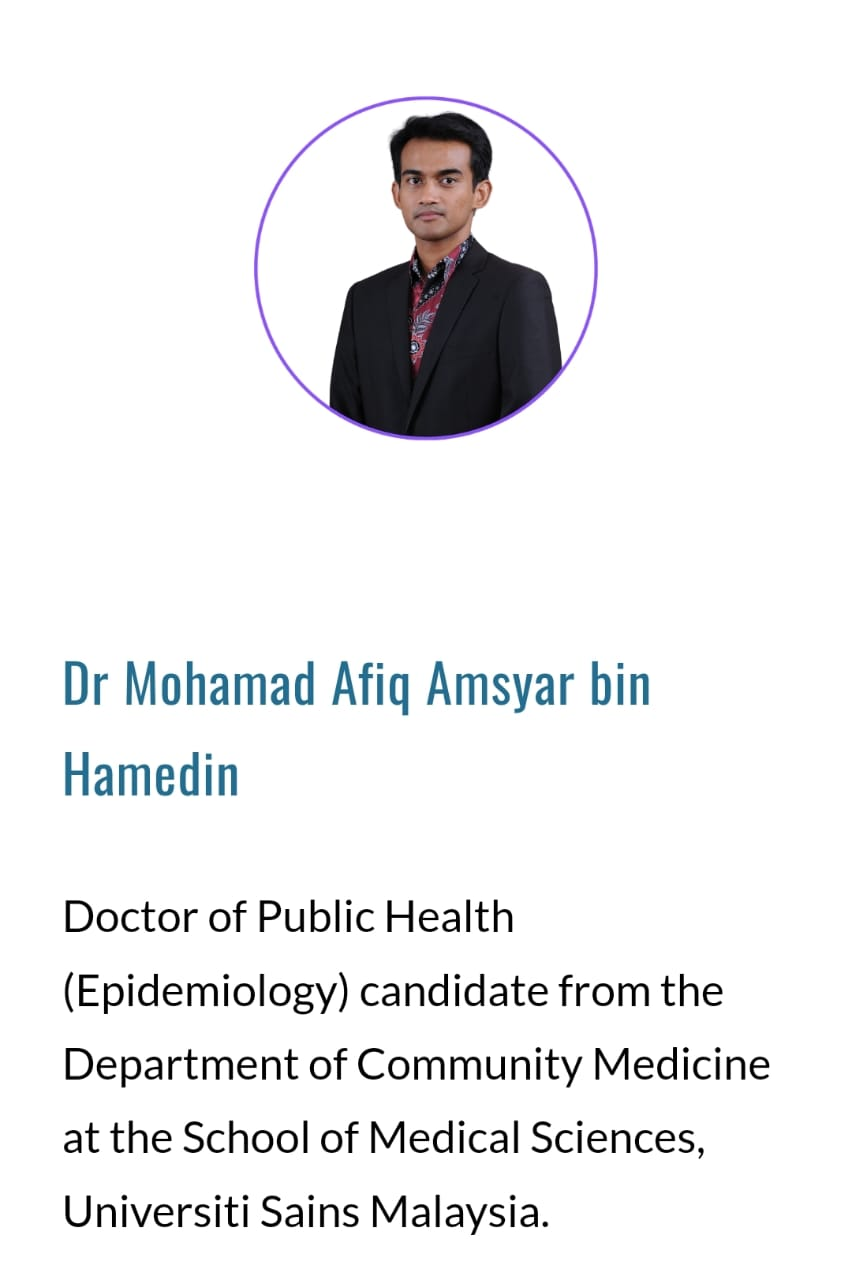 Dr Mohamad Afiq Amsyar bin
Hamedin
Doctor of Public Health
(Epidemiology) candidate from the
Department of Community Medicine
at the School of Medical Sciences,
Universiti Sains Malaysia.